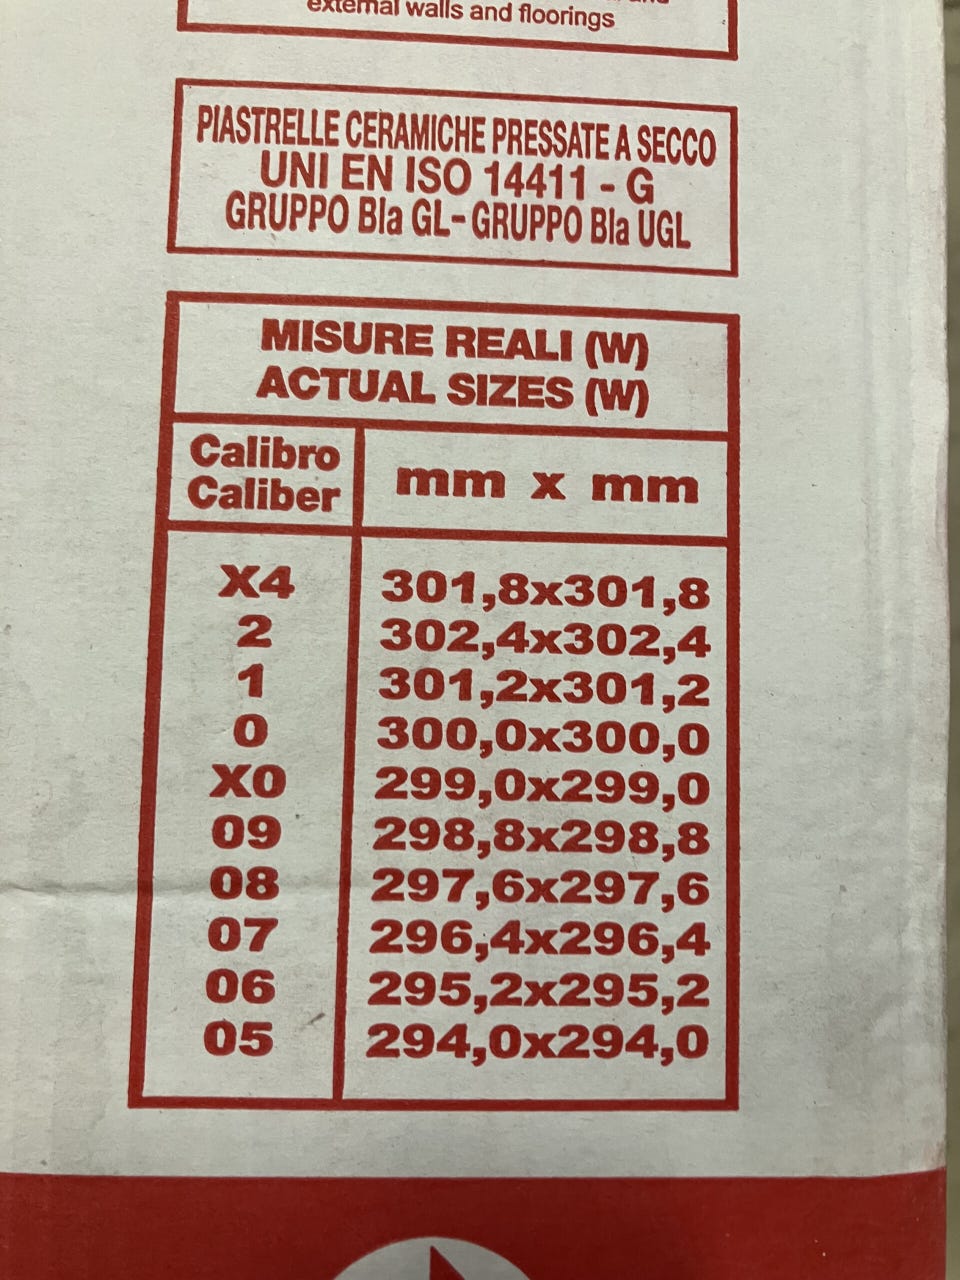 external walls and floorings
PIASTRELLE CERAMICHE PRESSATE A SECCO
UNI EN ISO 14411 - G
GRUPPO BIa GL- GRUPPO BIa UGL
MISURE REALI (W)
ACTUAL SIZES (W)
Calibro
Caliber
mm x mm
X4 301,8x301,8
2 302,4x302,4
1 301,2x301,2
0 300,0x300,0
X0 299,0x299,0
09 298,8x298,8
08 297,6x297,6
07 296,4x296,4
06 295,2x295,2
05 294,0x294,0